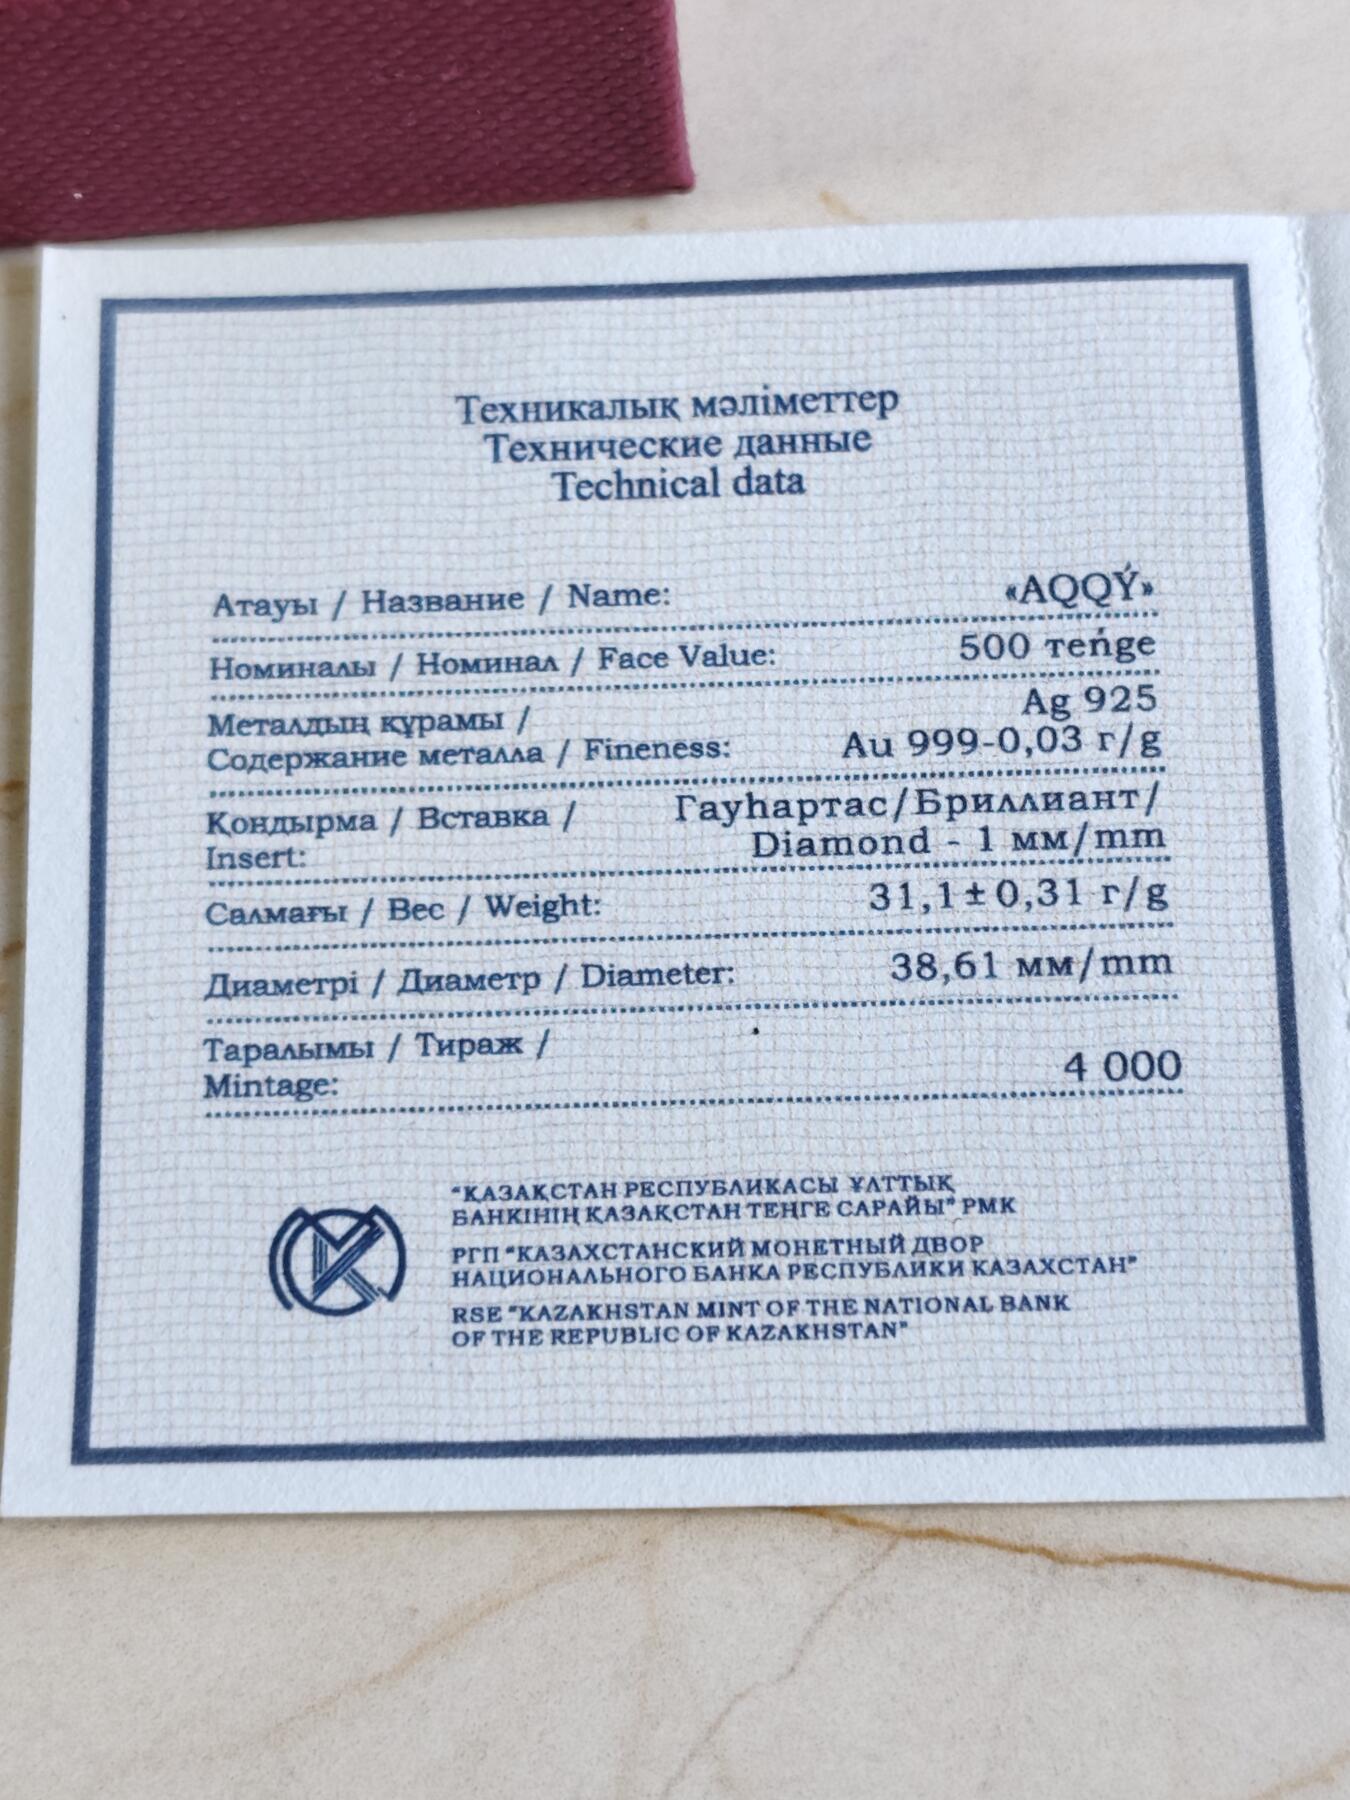 Техникалық мәліметтер
Технические данные
Technical data
Атауы / Название / Name: «AQQÝ»
Номиналы / Номинал / Face Value: 500 теńge
Металдың құрамы / Ag 925
Содержание металла / Fineness: Au 999-0,03 г/g
Қондырма / Вставка / Гауһартас/Бриллиант/
Insert: Diamond - 1 мм/mm
Салмағы / Вес / Weight: 31,1±0,31 г/g
Диаметрі / Диаметр / Diameter: 38,61 мм/mm
Таралымы / Тираж /
Mintage: 4 000
"ҚАЗАҚСТАН РЕСПУБЛИКАСЫ ҰЛТТЫҚ
БАНКІНІҢ ҚАЗАҚСТАН ТЕҢГЕ САРАЙЫ" РМК
РГП "КАЗАХСТАНСКИЙ МОНЕТНЫЙ ДВОР
НАЦИОНАЛЬНОГО БАНКА РЕСПУБЛИКИ КАЗАХСТАН"
RSE "KAZAKHSTAN MINT OF THE NATIONAL BANK
OF THE REPUBLIC OF KAZAKHSTAN"